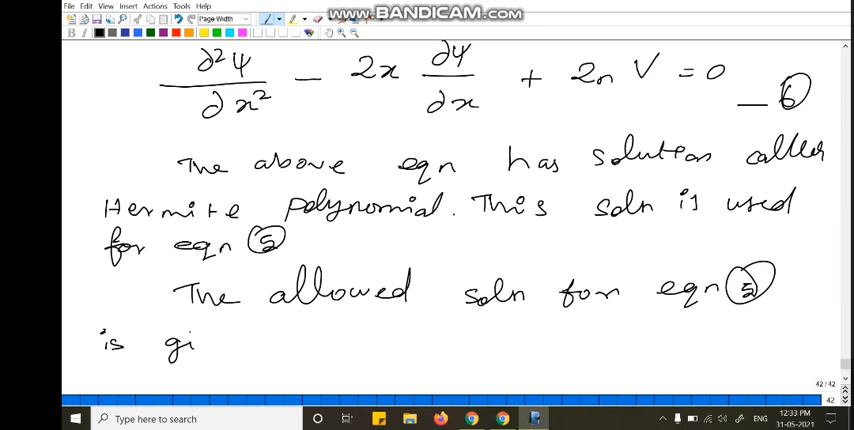 WWW.BANDICAM.COM
File Edit View Insert Actions Tools Help
Page Width
B I
∂²Ψ/∂x² — 2x ∂Ψ/∂x + 2n V = 0 — 6
The above eqn has solution called
Hermite polynomial. This soln is used
for eqn 5
The allowed soln for eqn 5
is gi
42/42
42
Type here to search
ENG
12:33 PM
31-05-2021